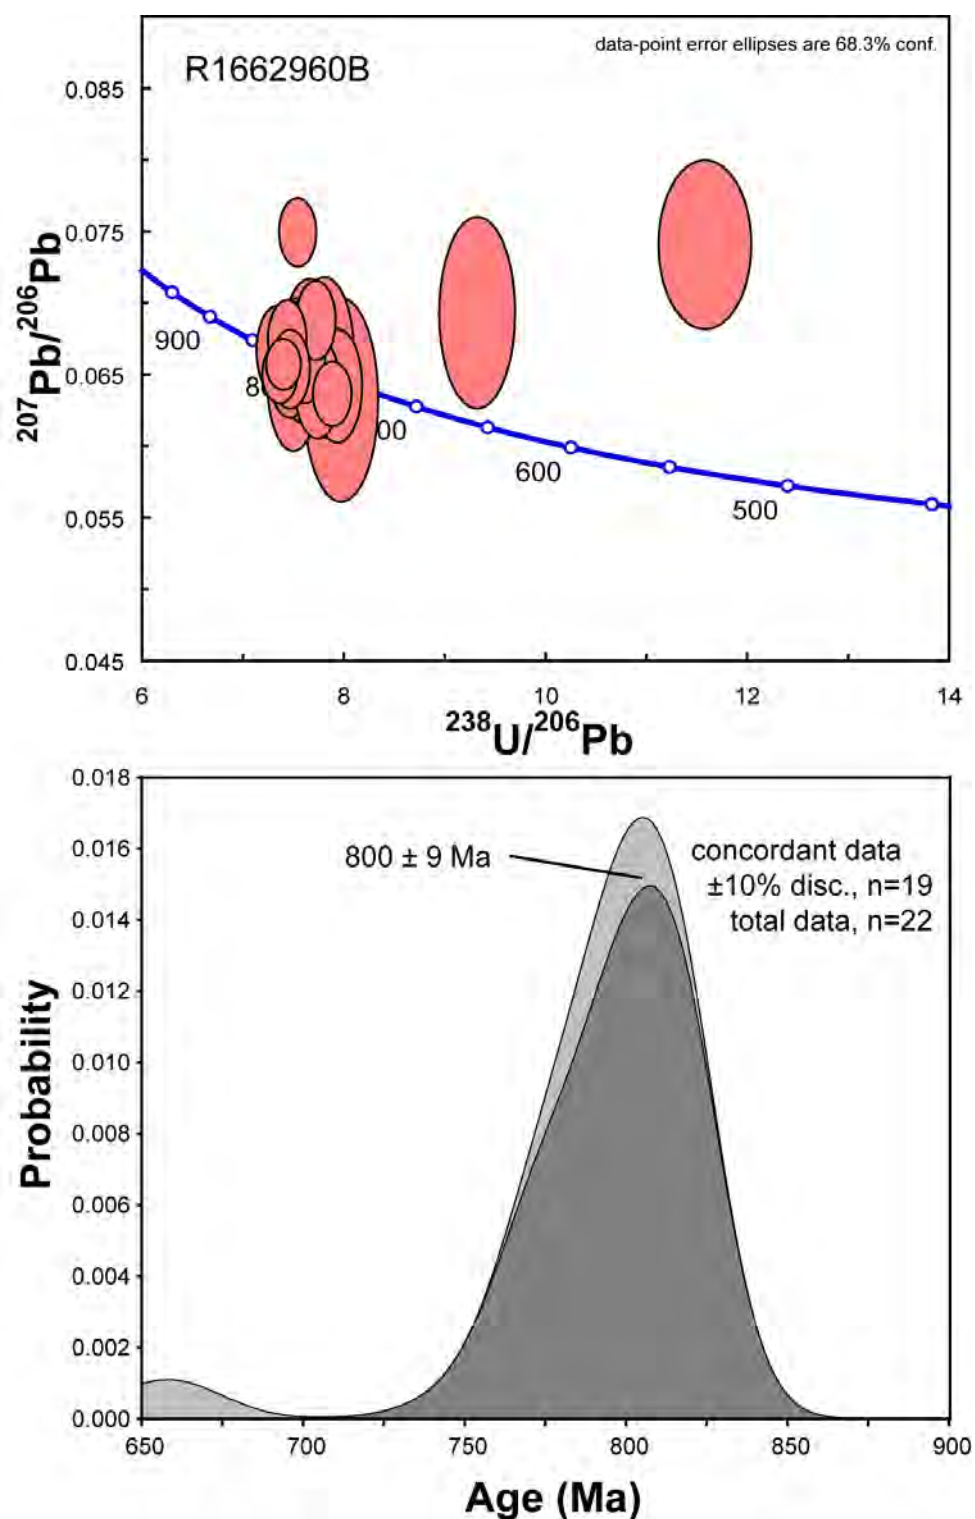 data-point error ellipses are 68.3% conf.
R1662960B
0.085
0.075
0.065
0.055
0.045
207Pb/206Pb
900
600
500
6 8 10 12 14
238U/206Pb
0.018
0.016
0.014
0.012
0.010
0.008
0.006
0.004
0.002
0.000
Probability
800 ± 9 Ma
concordant data
±10% disc., n=19
total data, n=22
650 700 750 800 850 900
Age (Ma)